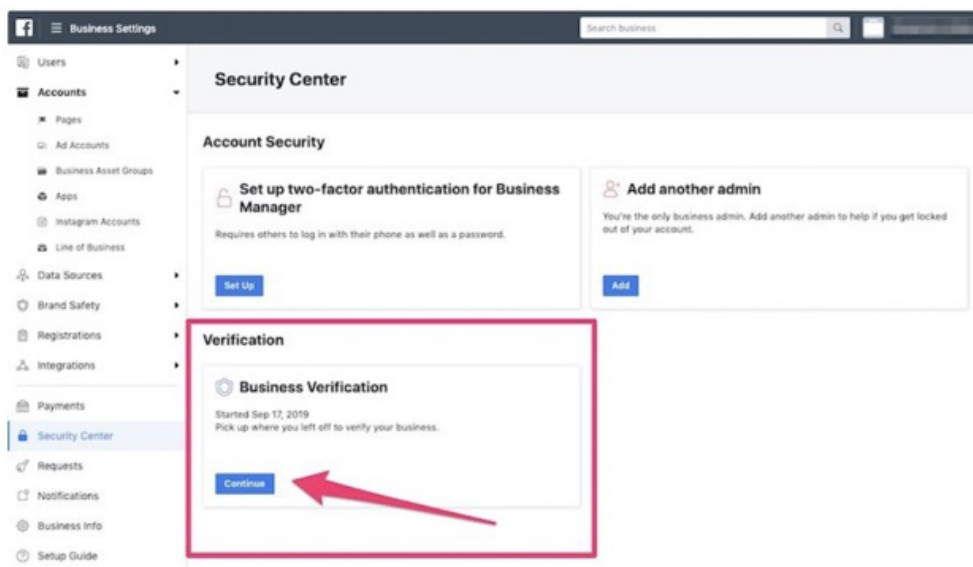 f Business Settings
Search business
Users
Accounts
Pages
Ad Accounts
Business Asset Groups
Apps
Instagram Accounts
Line of Business
Data Sources
Brand Safety
Registrations
Integrations
Payments
Security Center
Requests
Notifications
Business Info
Setup Guide
Security Center
Account Security
Set up two-factor authentication for Business
Manager
Requires others to log in with their phone as well as a password.
Set Up
Add another admin
You're the only business admin. Add another admin to help if you get locked
out of your account.
Add
Verification
Business Verification
Started Sep 17, 2019
Pick up where you left off to verify your business.
Continue